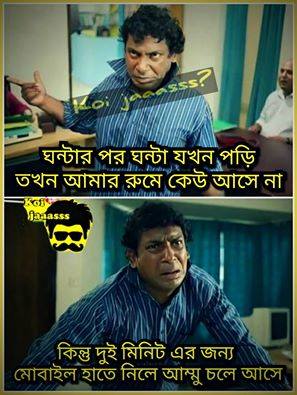 Koi jaaasss?
ঘন্টার পর ঘন্টা যখন পড়ি
তখন আমার রুমে কেউ আসে না
Koi
jaaasss
কিন্তু দুই মিনিট এর জন্য
মোবাইল হাতে নিলে আম্মু চলে আসে